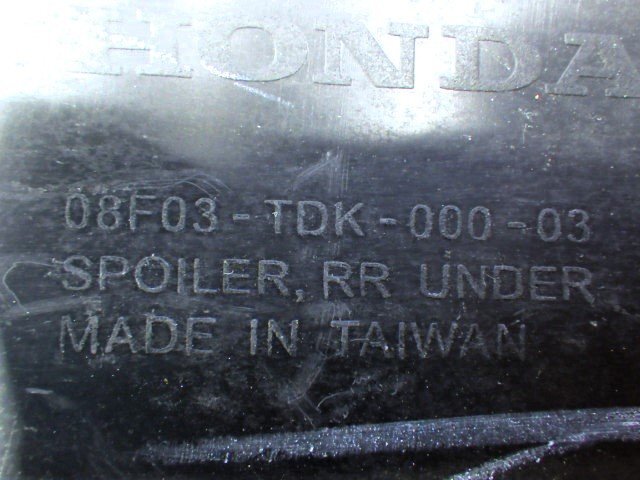 HONDA
08F03-TDK-000-03
SPOILER, RR UNDER
MADE IN TAIWAN